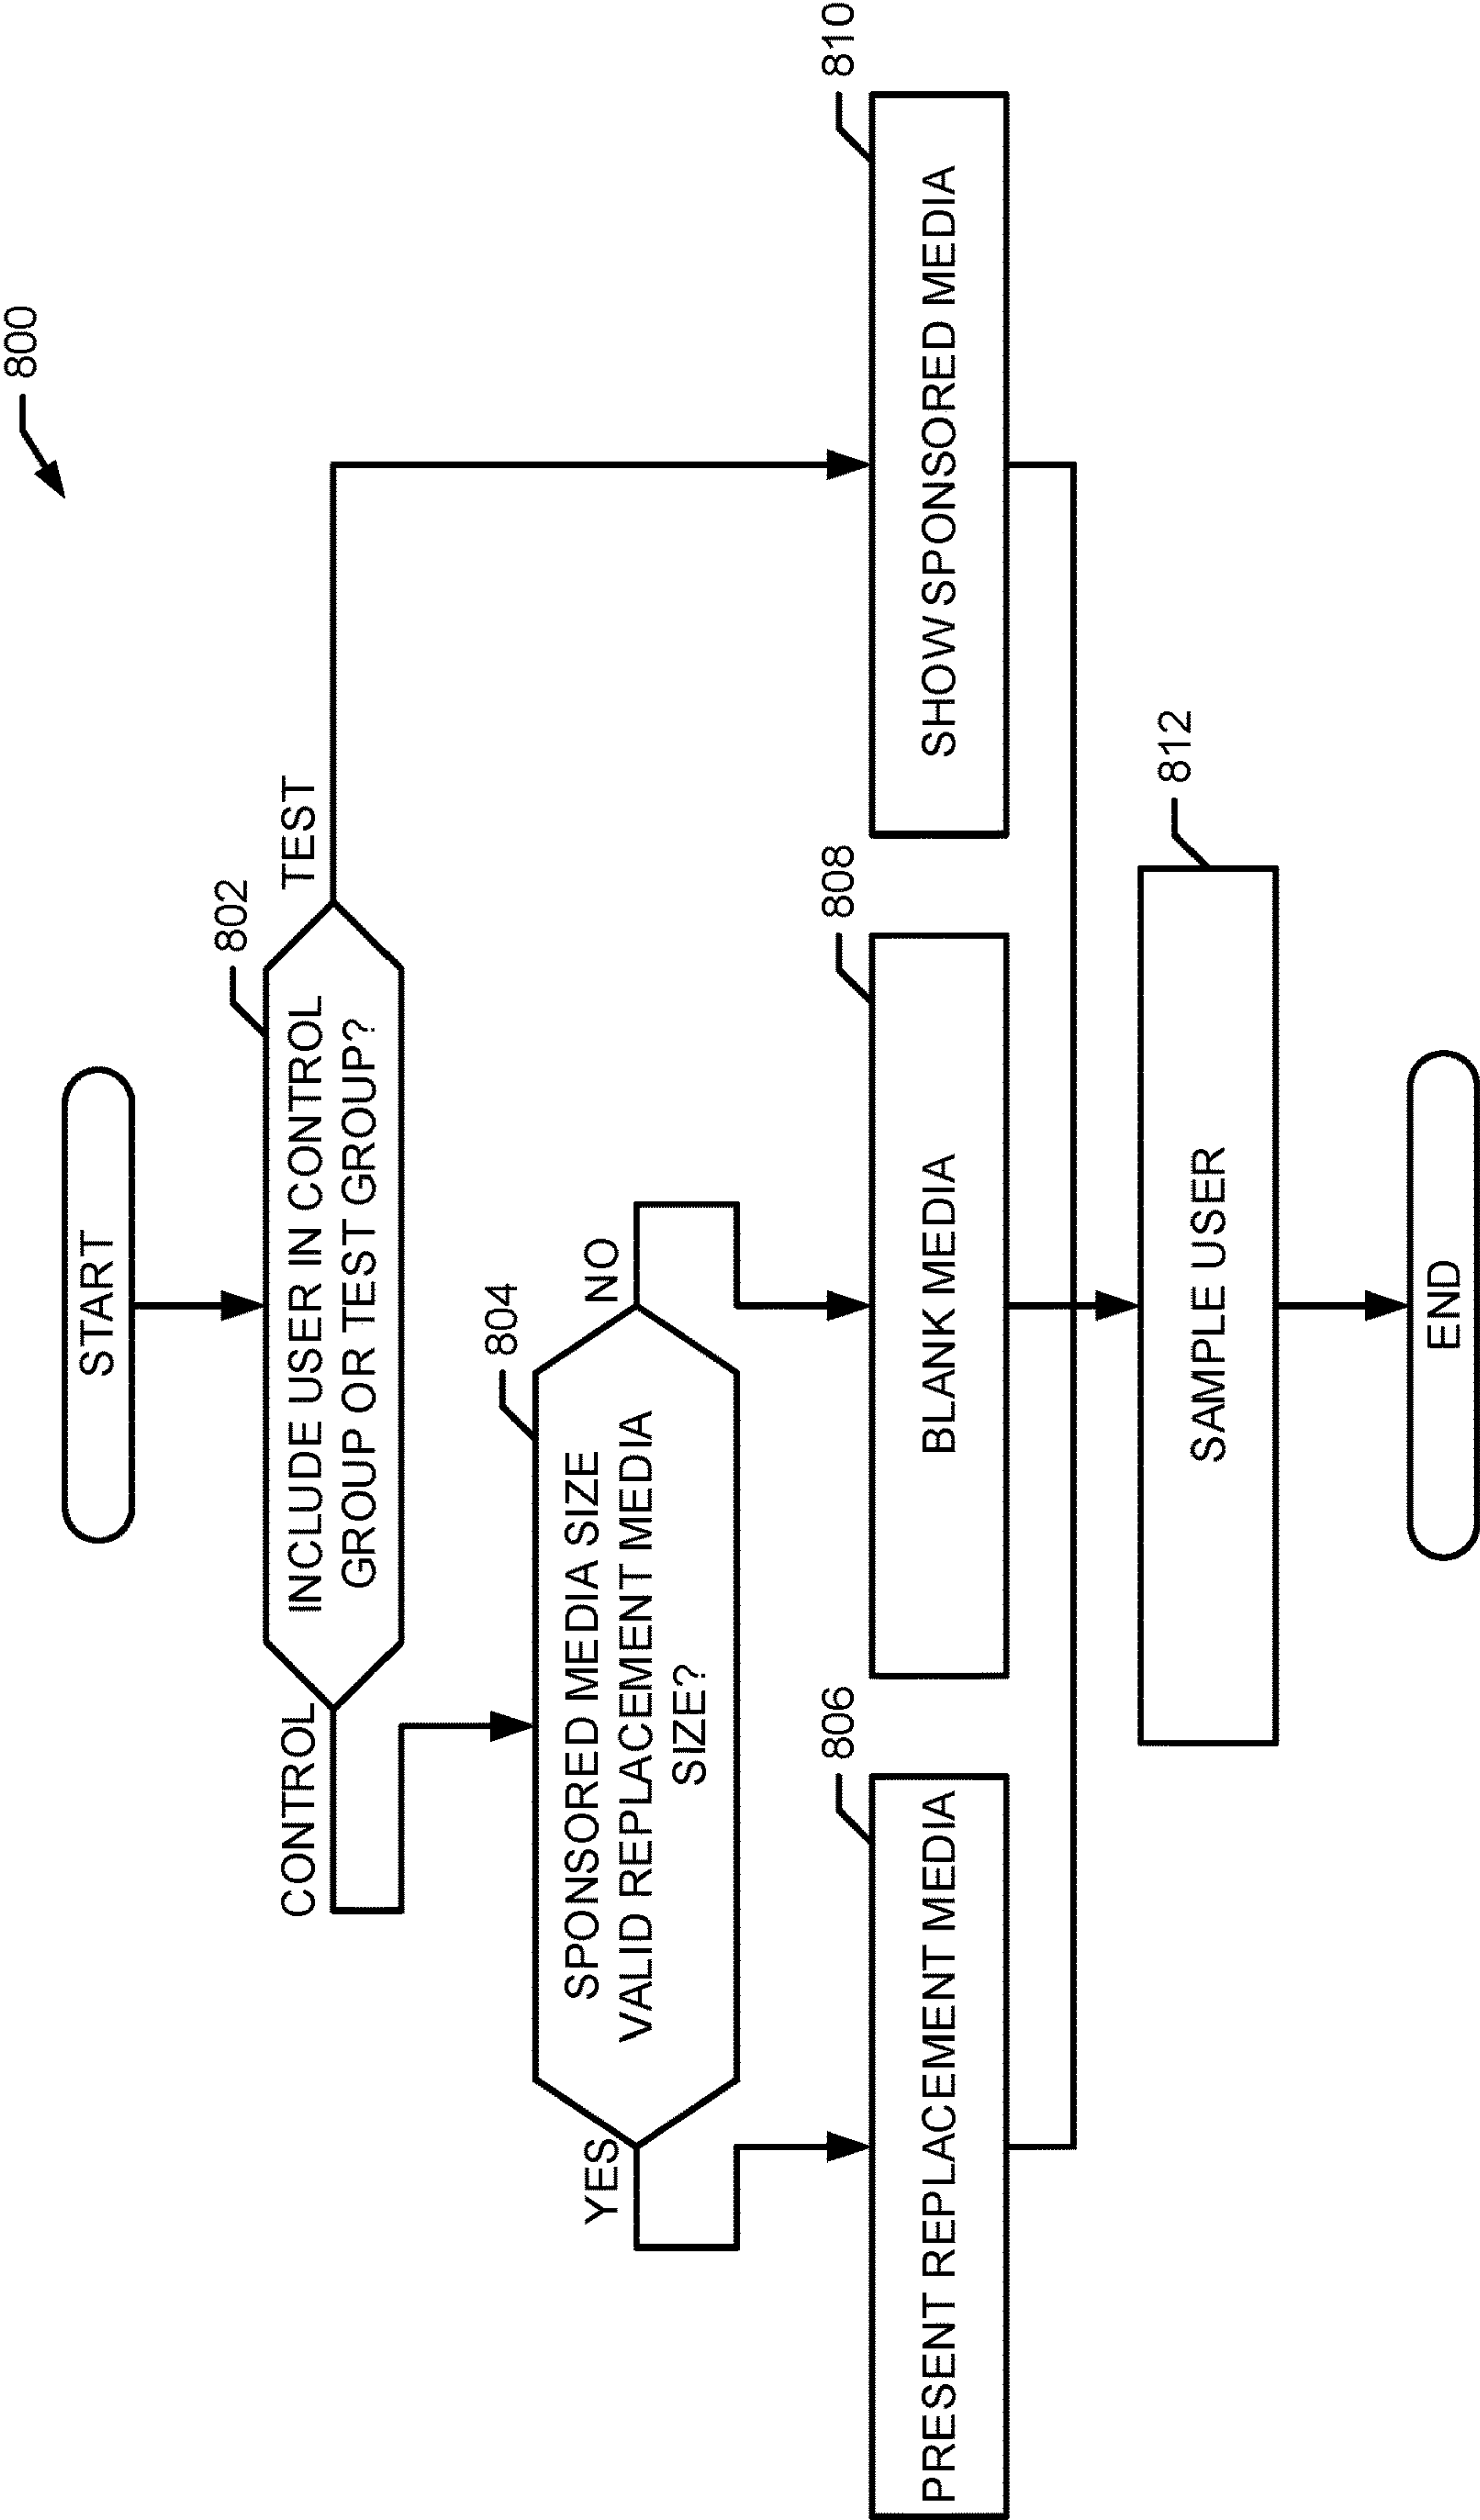 800
START
802
INCLUDE USER IN CONTROL
GROUP OR TEST GROUP?
CONTROL
TEST
804
SPONSORED MEDIA SIZE
VALID REPLACEMENT MEDIA
SIZE?
YES
NO
806
PRESENT REPLACEMENT MEDIA
808
BLANK MEDIA
810
SHOW SPONSORED MEDIA
812
SAMPLE USER
END